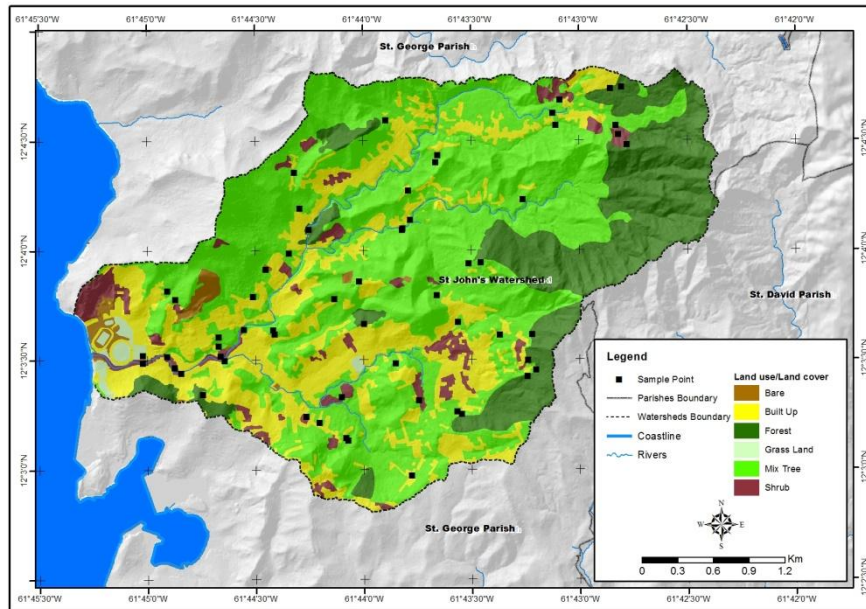 61°45'0"W 61°44'30"W 61°44'0"W 61°43'30"W 61°43'0"W 61°42'30"W 61°42'0"W
St. George Parish
12°4'30"N
12°4'0"N
St John's Watershed
St. David Parish
12°3'30"N
12°3'0"N
St. George Parish
Legend
Sample Point
Parishes Boundary
Watersheds Boundary
Coastline
Rivers
Land use/Land cover
Bare
Built Up
Forest
Grass Land
Mix Tree
Shrub
N
W E
S
Km
0 0.3 0.6 0.9 1.2
61°45'30"W 61°45'0"W 61°44'30"W 61°44'0"W 61°43'30"W 61°43'0"W 61°42'30"W 61°42'0"W